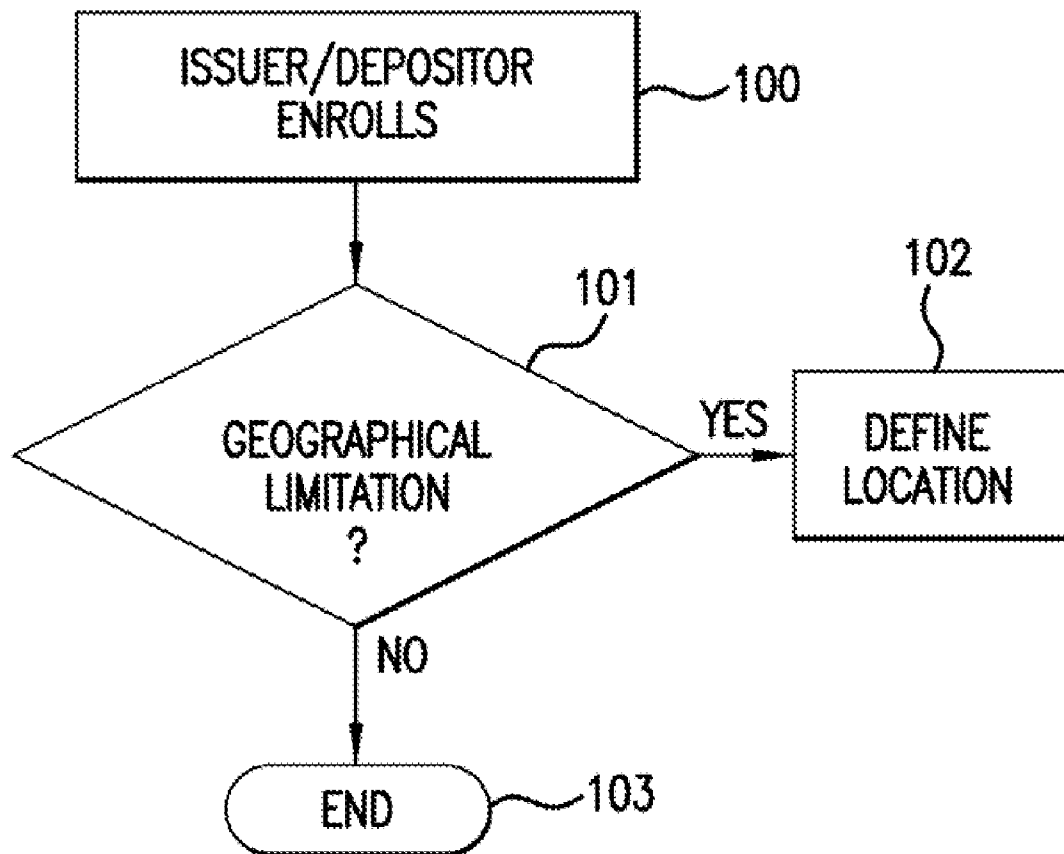 ISSUER/DEPOSITOR
ENROLLS
100
101
102
GEOGRAPHICAL
LIMITATION
?
YES
DEFINE
LOCATION
NO
END
103